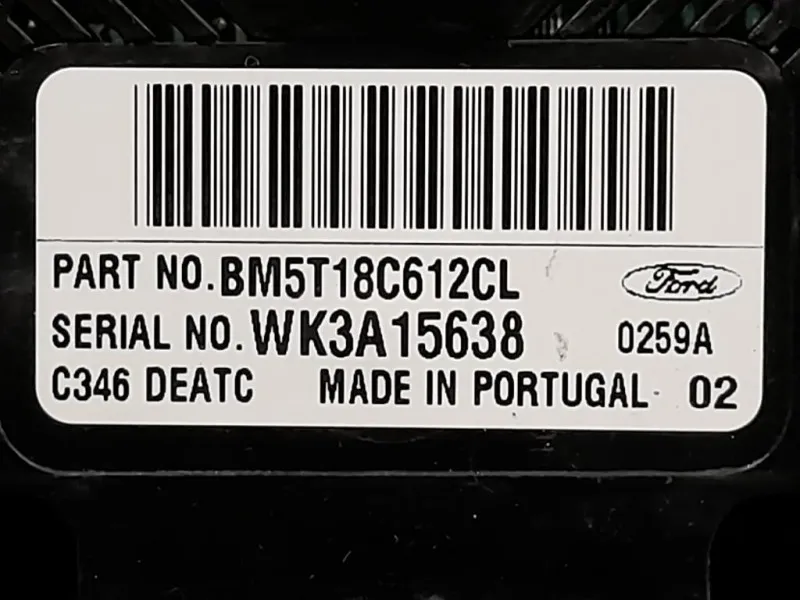 PART NO. BM5T18C612CL Ford
SERIAL NO. WK3A15638 0259A
C346 DEATC MADE IN PORTUGAL 02